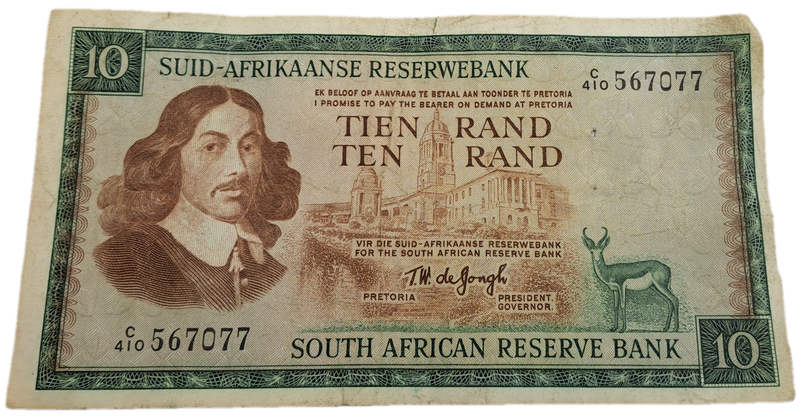 10
SUID-AFRIKAANSE RESERWEBANK
C/410 567077
EK BELOOF OP AANVRAAG TE BETAAL AAN TOONDER TE PRETORIA
I PROMISE TO PAY THE BEARER ON DEMAND AT PRETORIA
TIEN RAND
TEN RAND
VIR DIE SUID-AFRIKAANSE RESERWEBANK
FOR THE SOUTH AFRICAN RESERVE BANK
T.W. de Jongh
PRETORIA
PRESIDENT.
GOVERNOR.
C/410 567077
SOUTH AFRICAN RESERVE BANK
10